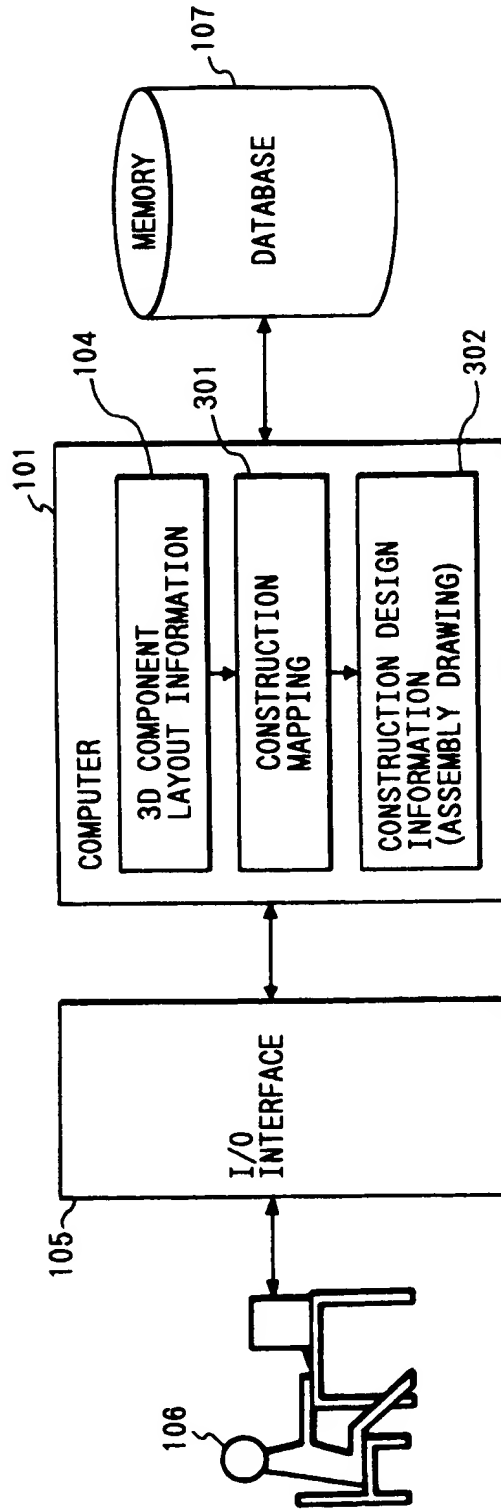 106
105
I/O
INTERFACE
101
COMPUTER
104
3D COMPONENT
LAYOUT INFORMATION
301
CONSTRUCTION
MAPPING
302
CONSTRUCTION DESIGN
INFORMATION
(ASSEMBLY DRAWING)
107
MEMORY
DATABASE